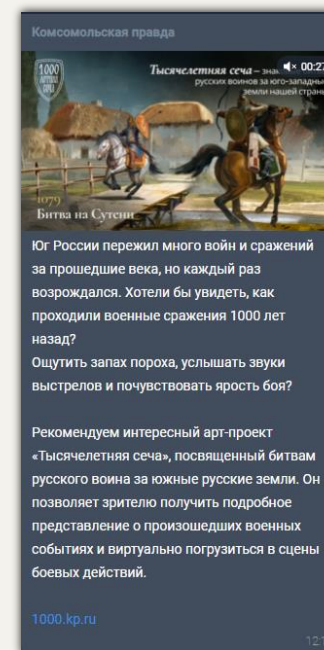 Комсомольская правда
1000
00:27
Тысячелетняя сеча – 
русских воинов за юго-западные
земли нашей страны
1079
Битва на Сутени
Юг России пережил много войн и сражений
за прошедшие века, но каждый раз
возрождался. Хотели бы увидеть, как
проходили военные сражения 1000 лет
назад?
Ощутить запах пороха, услышать звуки
выстрелов и почувствовать ярость боя?
Рекомендуем интересный арт-проект
«Тысячелетняя сеча», посвященный битвам
русского воина за южные русские земли. Он
позволяет зрителю получить подробное
представление о произошедших военных
событиях и виртуально погрузиться в сцены
боевых действий.
1000.kp.ru